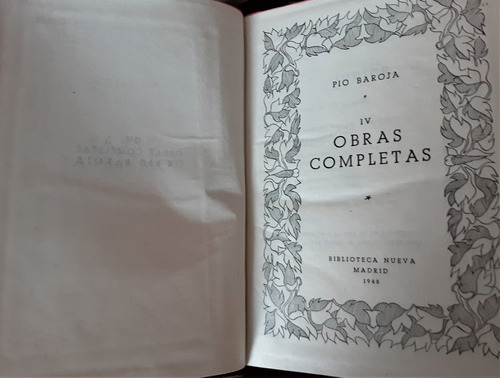 PIO BAROJA
IV
OBRAS
COMPLETAS
BIBLIOTECA NUEVA
MADRID
1948